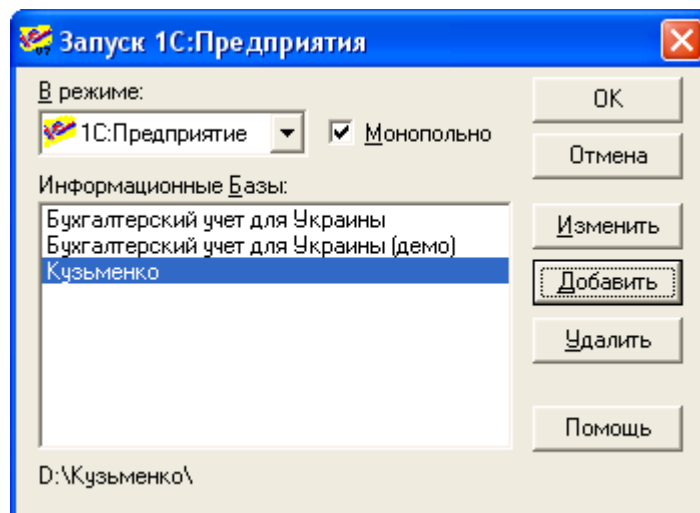 Запуск 1С:Предприятия
В режиме:
1С:Предприятие
Монопольно
Информационные Базы:
Бухгалтерский учет для Украины
Бухгалтерский учет для Украины (демо)
Кузьменко
D:\Кузьменко\
OK
Отмена
Изменить
Добавить
Удалить
Помощь